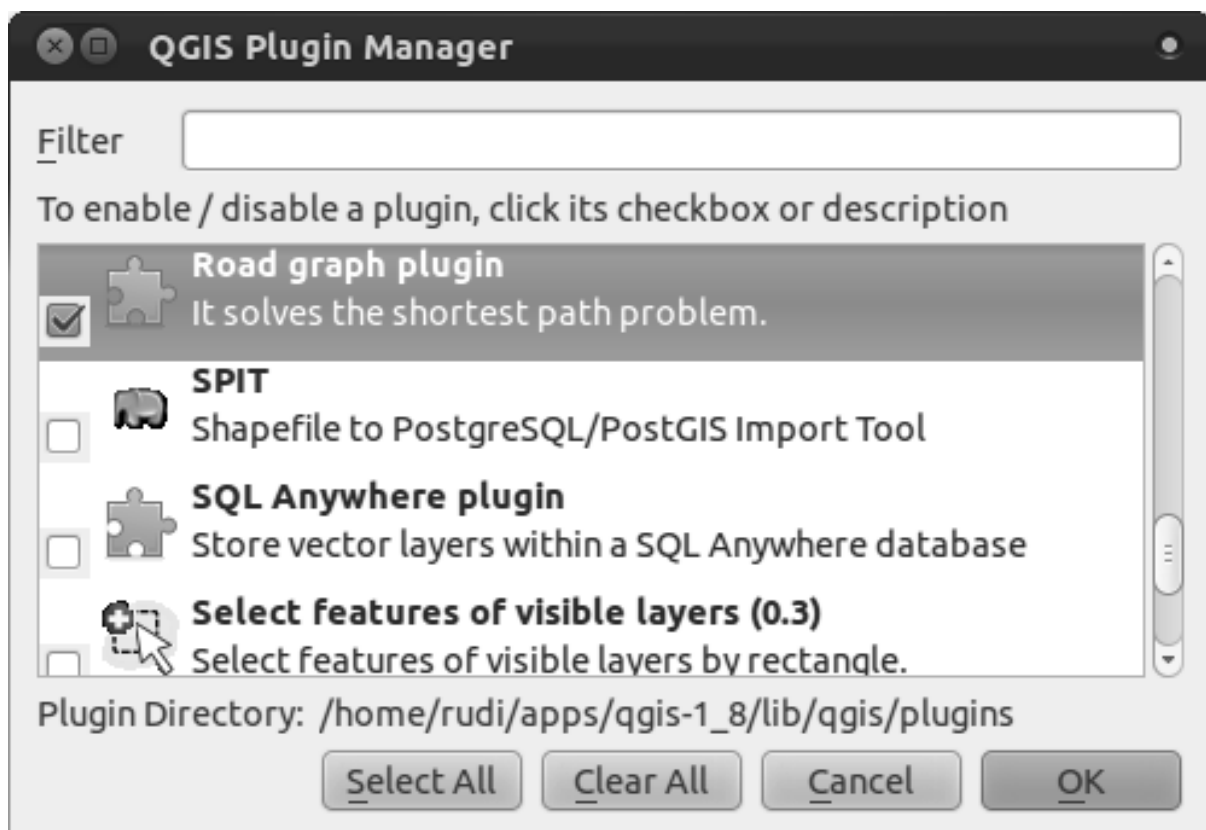 QGIS Plugin Manager
Filter
To enable / disable a plugin, click its checkbox or description
Road graph plugin
It solves the shortest path problem.
SPIT
Shapefile to PostgreSQL/PostGIS Import Tool
SQL Anywhere plugin
Store vector layers within a SQL Anywhere database
Select features of visible layers (0.3)
Select features of visible layers by rectangle.
Plugin Directory: /home/rudi/apps/qgis-1_8/lib/qgis/plugins
Select All Clear All Cancel OK